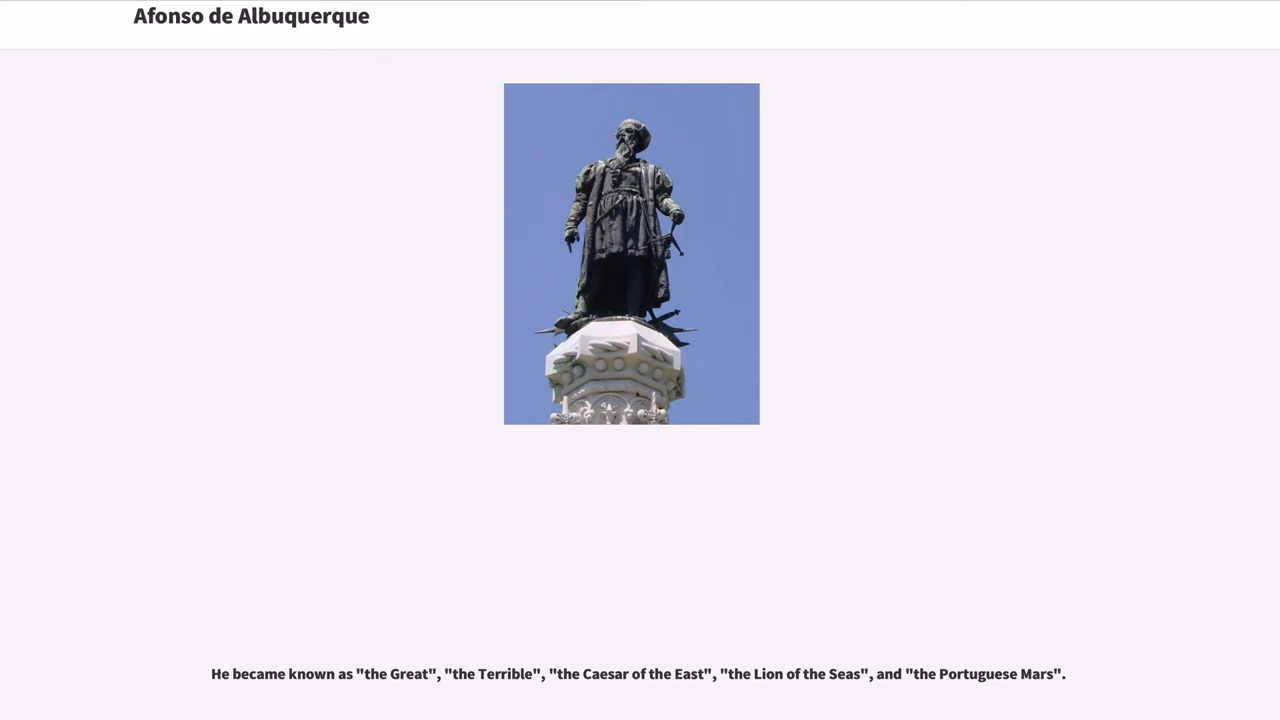 Afonso de Albuquerque
He became known as "the Great", "the Terrible", "the Caesar of the East", "the Lion of the Seas", and "the Portuguese Mars".